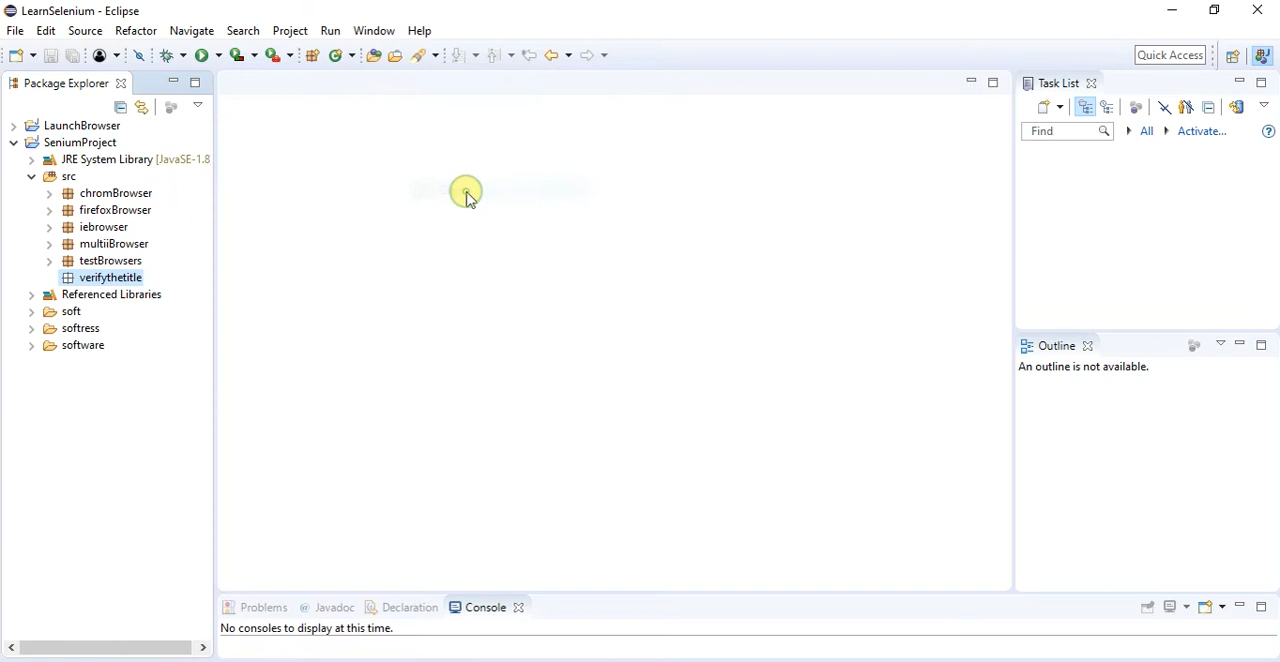 LearnSelenium - Eclipse
File Edit Source Refactor Navigate Search Project Run Window Help
Quick Access
Package Explorer
Task List
LaunchBrowser
SeniumProject
JRE System Library [JavaSE-1.8
src
chromBrowser
firefoxBrowser
iebrowser
multiiBrowser
testBrowsers
verifythetitle
Referenced Libraries
soft
softress
software
Find All Activate...
Outline
An outline is not available.
Problems @ Javadoc Declaration Console
No consoles to display at this time.